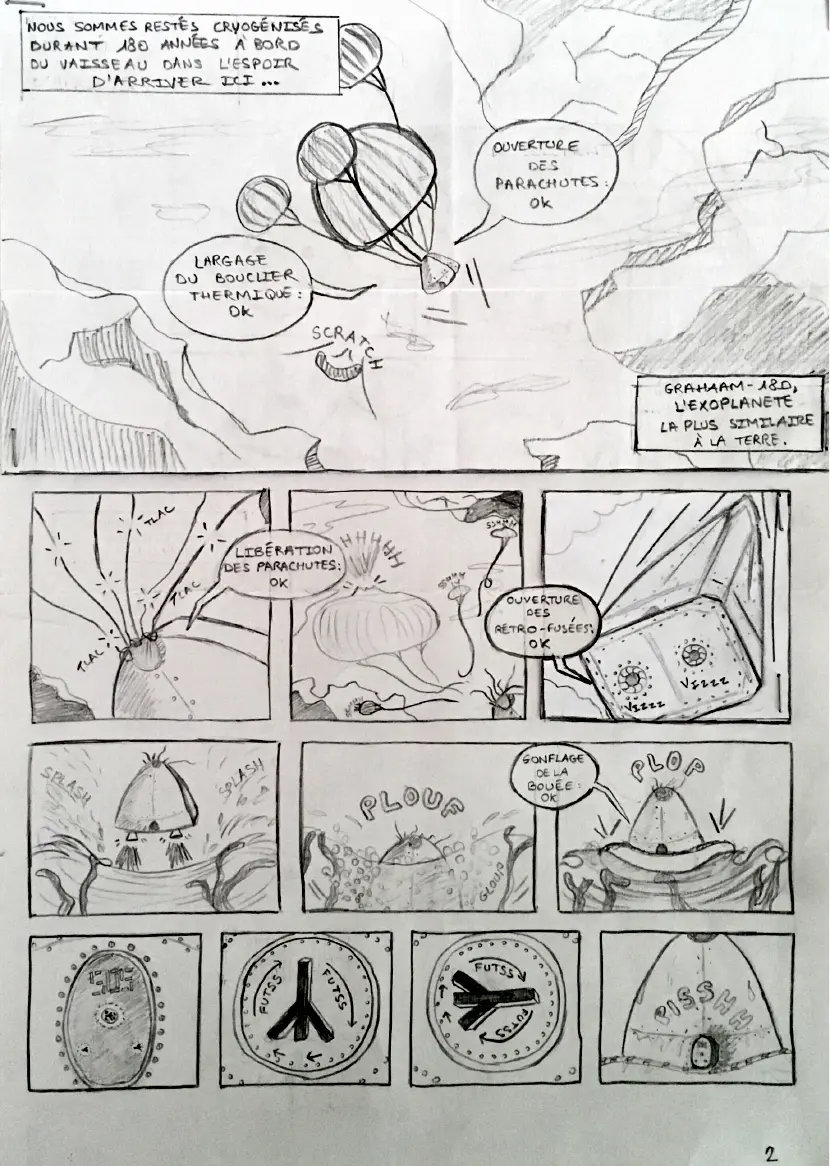 NOUS SOMMES RESTÉS CRYOGÉNISÉS
DURANT 180 ANNÉES À BORD
DU VAISSEAU DANS L'ESPOIR
D'ARRIVER ICI ...
OUVERTURE
DES
PARACHUTES:
OK
LARGAGE
DU BOUCLIER
THERMIQUE:
OK
SCRATCH
GRAHAAM-180,
L'EXOPLANETE
LA PLUS SIMILAIRE
À LA TERRE.
TLAC
TLAC
TLAC
LIBÉRATION
DES PARACHUTES:
OK
HHHHH
SSHHH
SSHHH
OUVERTURE
DES
RÉTRO-FUSÉES:
OK
VZZZZ
VZZZZ
SPLASH
SPLASH
PLOUF
GLOUP
GONFLAGE
DE LA
BOUÉE:
OK
PLOP
SOS
FUTSS
FUTSS
FUTSS
FUTSS
PISSHH
2